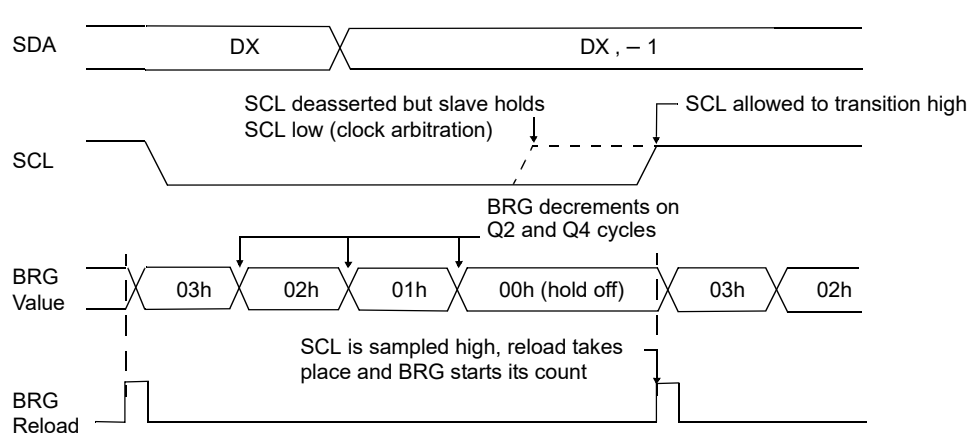 SDA
DX
DX , – 1
SCL deasserted but slave holds
SCL low (clock arbitration)
SCL allowed to transition high
SCL
BRG decrements on
Q2 and Q4 cycles
BRG
Value
03h
02h
01h
00h (hold off)
03h
02h
SCL is sampled high, reload takes
place and BRG starts its count
BRG
Reload